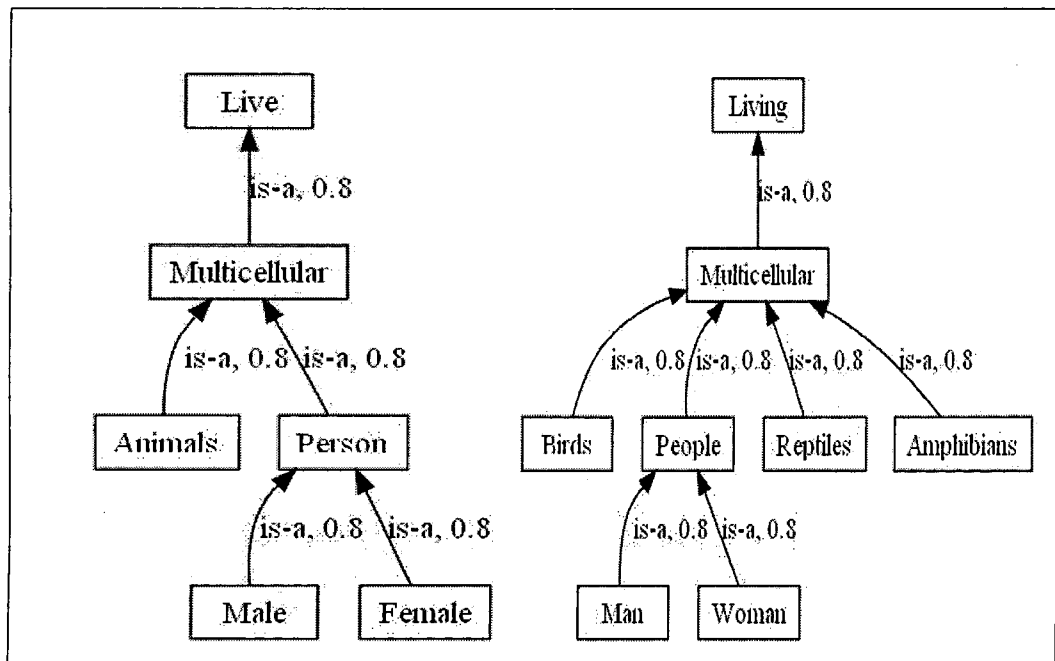 Live
is-a, 0.8
Multicellular
is-a, 0.8 is-a, 0.8
Animals Person
is-a, 0.8 is-a, 0.8
Male Female
Living
is-a, 0.8
Multicellular
is-a, 0.8 is-a, 0.8 is-a, 0.8 is-a, 0.8
Birds People Reptiles Amphibians
is-a, 0.8 is-a, 0.8
Man Woman